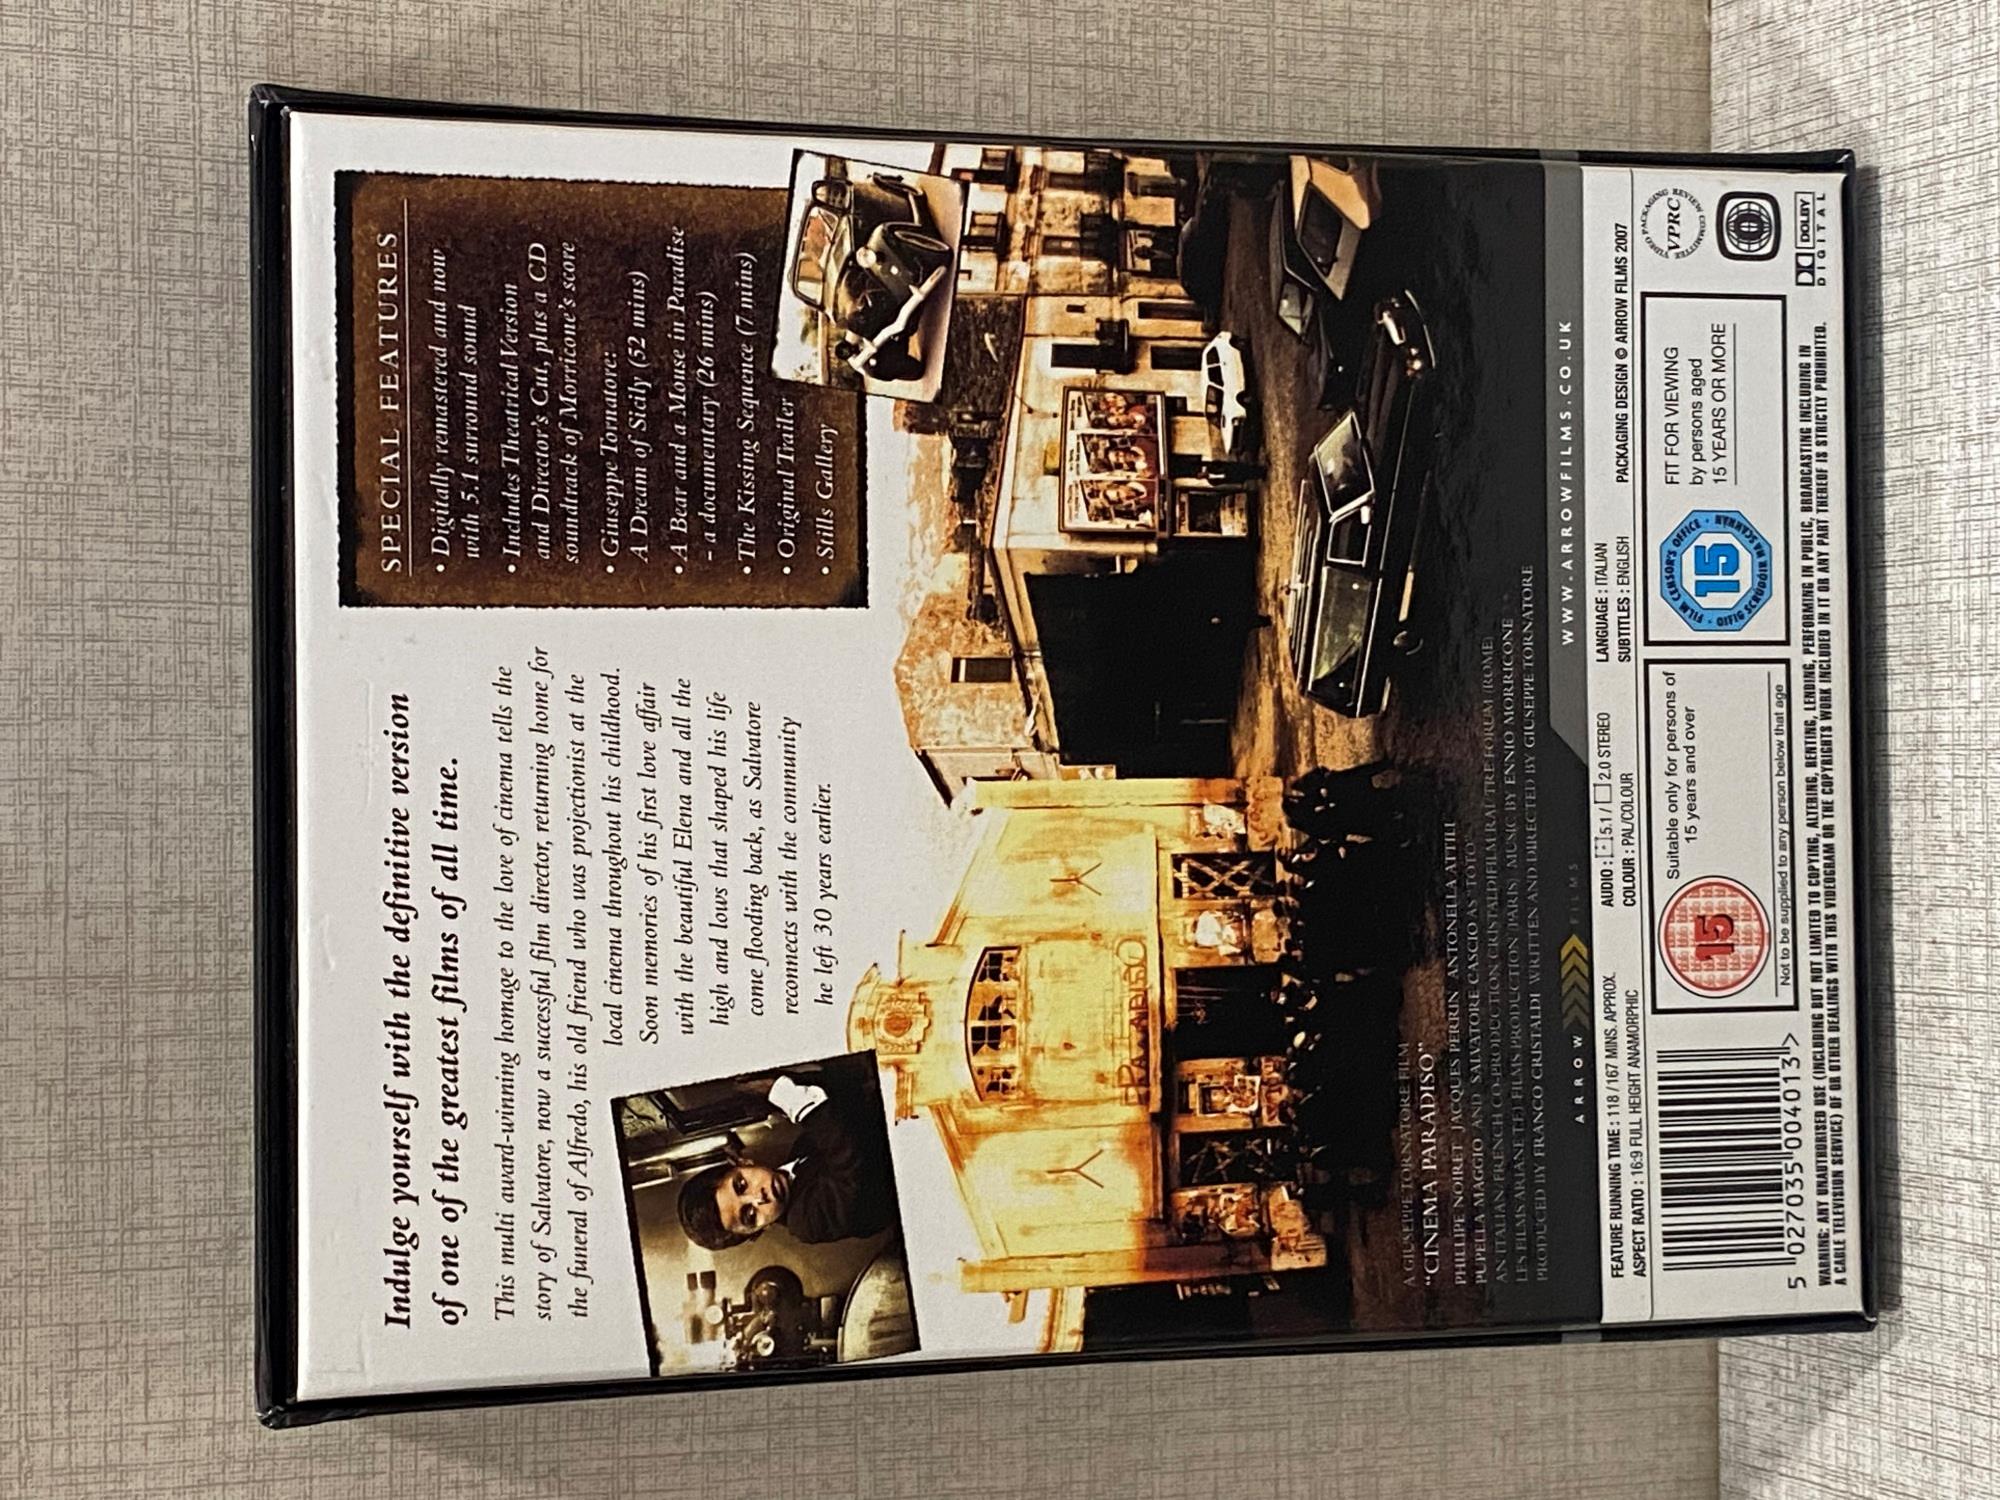 Indulge yourself with the definitive version
of one of the greatest films of all time.
This multi award-winning homage to the love of cinema tells the
story of Salvatore, now a successful film director, returning home for
the funeral of Alfredo, his old friend who was projectionist at the
local cinema throughout his childhood.
Soon memories of his first love affair
with the beautiful Elena and all the
high and lows that shaped his life
come flooding back, as Salvatore
reconnects with the community
he left 30 years earlier.
SPECIAL FEATURES
• Digitally remastered and now
with 5.1 surround sound
• Includes Theatrical Version
and Director's Cut, plus a CD
soundtrack of Morricone's score
• Giuseppe Tornatore:
A Dream of Sicily (52 mins)
• A Bear and a Mouse in Paradise
- a documentary (26 mins)
• The Kissing Sequence (7 mins)
• Original Trailer
• Stills Gallery
PARADISO
A GIUSEPPE TORNATORE FILM
"CINEMA PARADISO"
PHILLIPE NOIRET JACQUES PERRIN ANTONELLA ATTILI
PUPELLA MAGGIO AND SALVATORE CASCIO AS "TOTO"
AN ITALIAN/FRENCH CO-PRODUCTION CRISTALDIFILM RAI TRE FORUM (ROME)
LES FILMS ARIANE TF1 FILMS PRODUCTION (PARIS) MUSIC BY ENNIO MORRICONE
PRODUCED BY FRANCO CRISTALDI WRITTEN AND DIRECTED BY GIUSEPPE TORNATORE
ARROW FILMS
WWW.ARROWFILMS.CO.UK
FEATURE RUNNING TIME : 118 / 167 MINS. APPROX.
ASPECT RATIO : 16:9 FULL HEIGHT ANAMORPHIC
AUDIO : 5.1 / 2.0 STEREO
COLOUR : PAL/COLOUR
LANGUAGE : ITALIAN
SUBTITLES : ENGLISH
PACKAGING DESIGN © ARROW FILMS 2007
5 027035 004013 >
15
Suitable only for persons of
15 years and over
Not to be supplied to any person below that age
FILM CENSOR'S OFFICE • OIFIG SCRÚDÓIR NA SCANNÁN
15
FIT FOR VIEWING
by persons aged
15 YEARS OR MORE
VIDEO PACKAGING REVIEW COMMITTEE
VPRC
0
DOLBY
DIGITAL
WARNING: ANY UNAUTHORISED USE (INCLUDING BUT NOT LIMITED TO COPYING, ALTERING, RENTING, LENDING, PERFORMING IN PUBLIC, BROADCASTING INCLUDING IN
A CABLE TELEVISION SERVICE) OF OR OTHER DEALINGS WITH THIS VIDEOGRAM OR THE COPYRIGHTS WORK INCLUDED IN IT OR ANY PART THEREOF IS STRICTLY PROHIBITED.